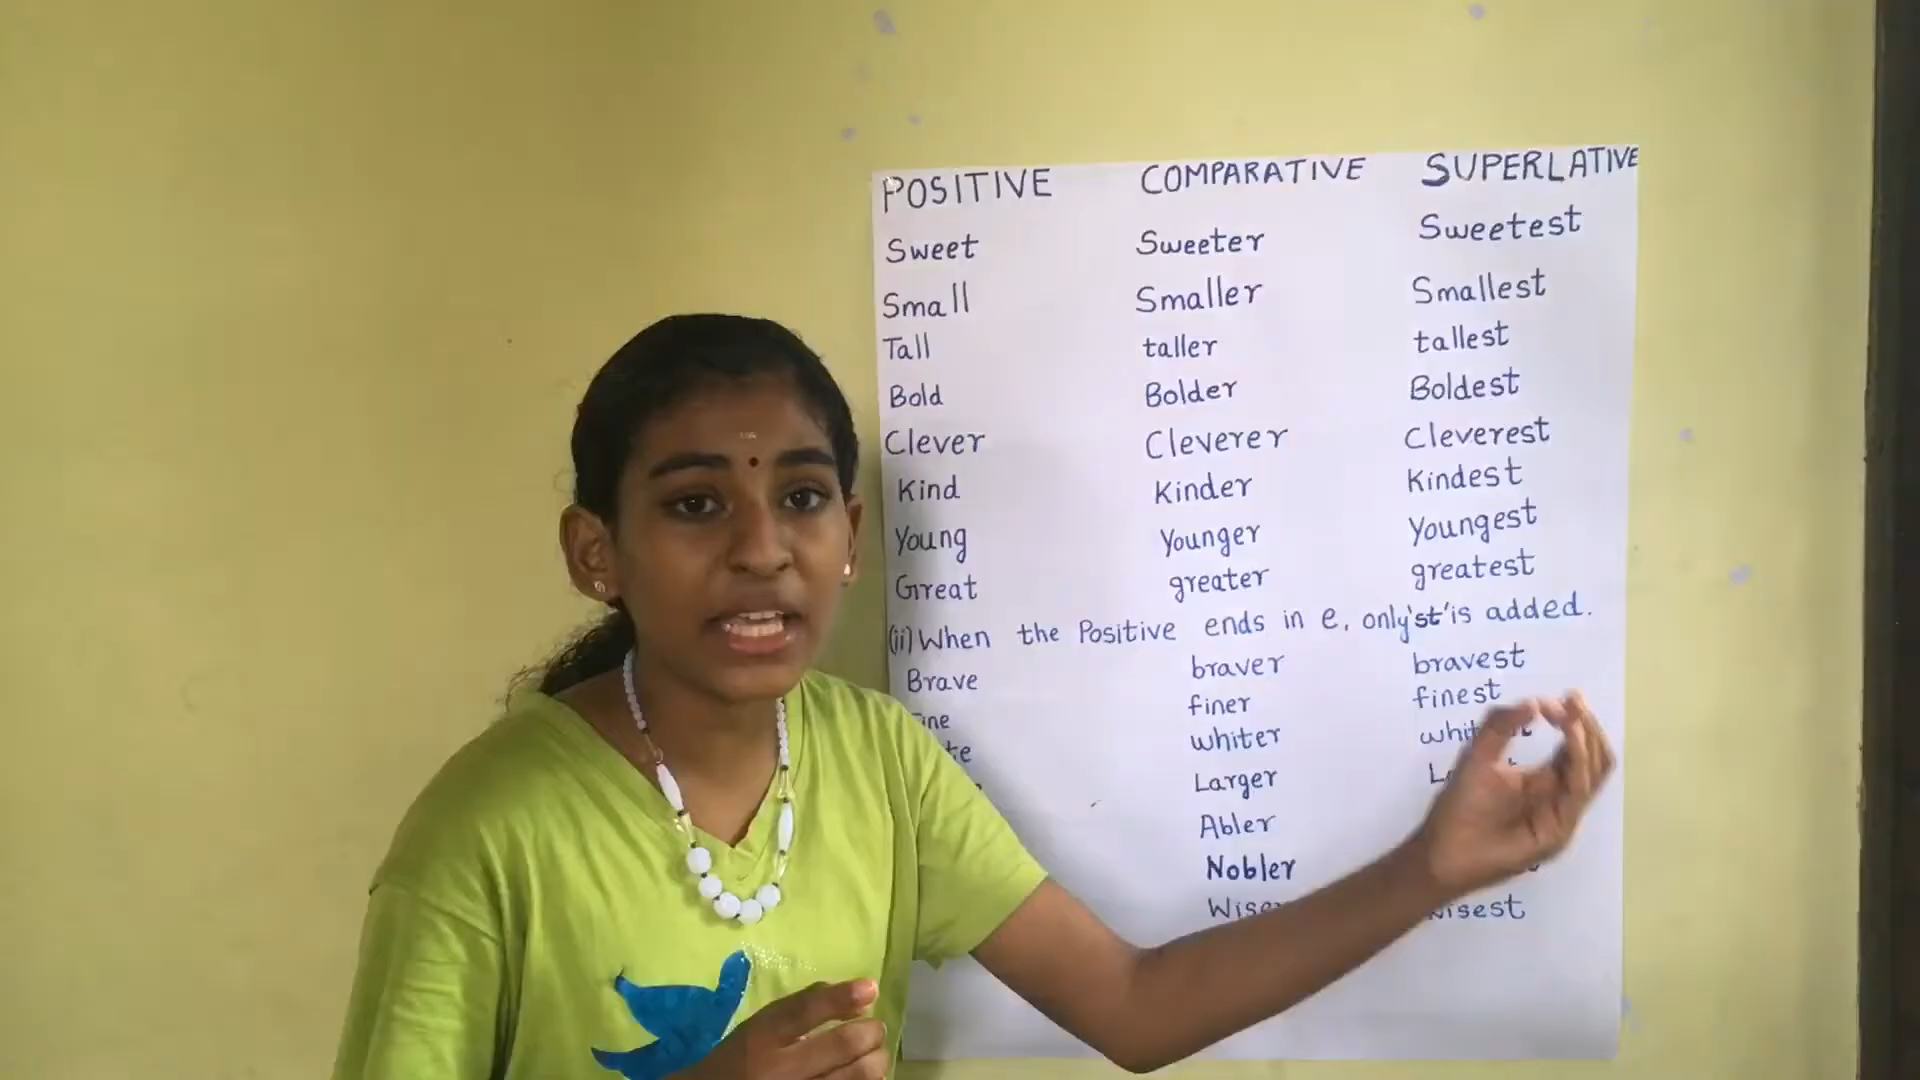 POSITIVE COMPARATIVE SUPERLATIVE
Sweet Sweeter Sweetest
Small Smaller Smallest
Tall taller tallest
Bold Bolder Boldest
Clever Cleverer Cleverest
Kind Kinder Kindest
Young Younger Youngest
Great greater greatest
(ii) When the Positive ends in e, only 'st' is added.
Brave braver bravest
finer finest
whiter
Larger
Abler
Nobler